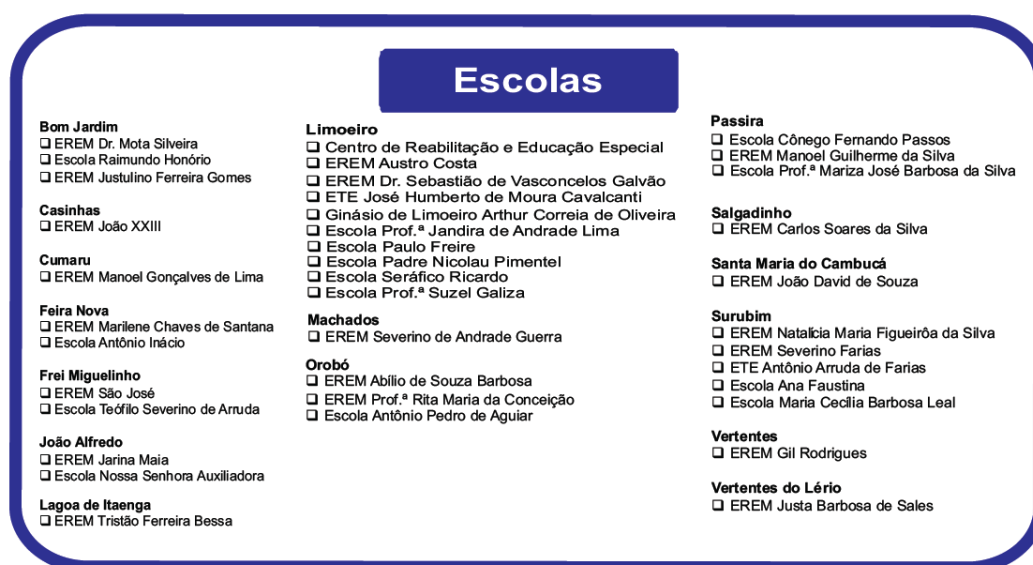 Escolas
Bom Jardim
❑ EREM Dr. Mota Silveira
❑ Escola Raimundo Honório
❑ EREM Justulino Ferreira Gomes
Casinhas
❑ EREM João XXIII
Cumaru
❑ EREM Manoel Gonçalves de Lima
Feira Nova
❑ EREM Marilene Chaves de Santana
❑ Escola Antônio Inácio
Frei Miguelinho
❑ EREM São José
❑ Escola Teófilo Severino de Arruda
João Alfredo
❑ EREM Jarina Maia
❑ Escola Nossa Senhora Auxiliadora
Lagoa de Itaenga
❑ EREM Tristão Ferreira Bessa
Limoeiro
❑ Centro de Reabilitação e Educação Especial
❑ EREM Austro Costa
❑ EREM Dr. Sebastião de Vasconcelos Galvão
❑ ETE José Humberto de Moura Cavalcanti
❑ Ginásio de Limoeiro Arthur Correia de Oliveira
❑ Escola Prof.ª Jandira de Andrade Lima
❑ Escola Paulo Freire
❑ Escola Padre Nicolau Pimentel
❑ Escola Seráfico Ricardo
❑ Escola Prof.ª Suzel Galiza
Machados
❑ EREM Severino de Andrade Guerra
Orobó
❑ EREM Abílio de Souza Barbosa
❑ EREM Prof.ª Rita Maria da Conceição
❑ Escola Antônio Pedro de Aguiar
Passira
❑ Escola Cônego Fernando Passos
❑ EREM Manoel Guilherme da Silva
❑ Escola Prof.ª Mariza José Barbosa da Silva
Salgadinho
❑ EREM Carlos Soares da Silva
Santa Maria do Cambucá
❑ EREM João David de Souza
Surubim
❑ EREM Natalícia Maria Figueirôa da Silva
❑ EREM Severino Farias
❑ ETE Antônio Arruda de Farias
❑ Escola Ana Faustina
❑ Escola Maria Cecília Barbosa Leal
Vertentes
❑ EREM Gil Rodrigues
Vertentes do Lério
❑ EREM Justa Barbosa de Sales